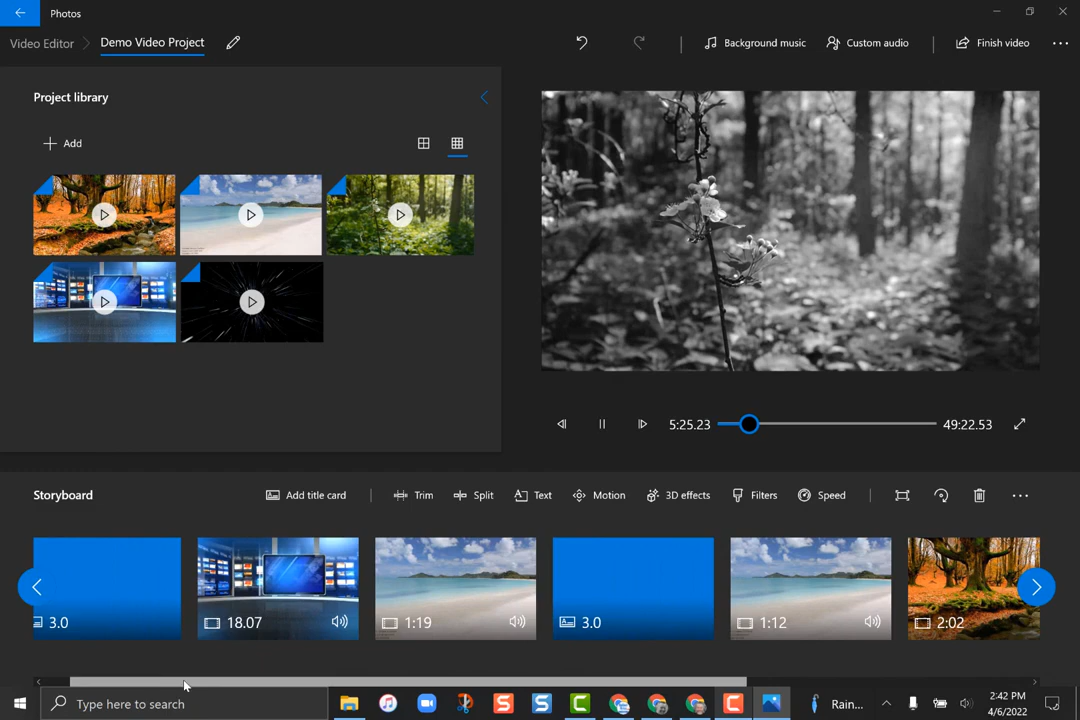 Photos
Video Editor
Demo Video Project
Background music
Custom audio
Finish video
Project library
Add
5:25.23
49:22.53
Storyboard
Add title card
Trim
Split
Text
Motion
3D effects
Filters
Speed
3.0
18.07
1:19
3.0
1:12
2:02
Type here to search
Rain...
2:42 PM
4/6/2022